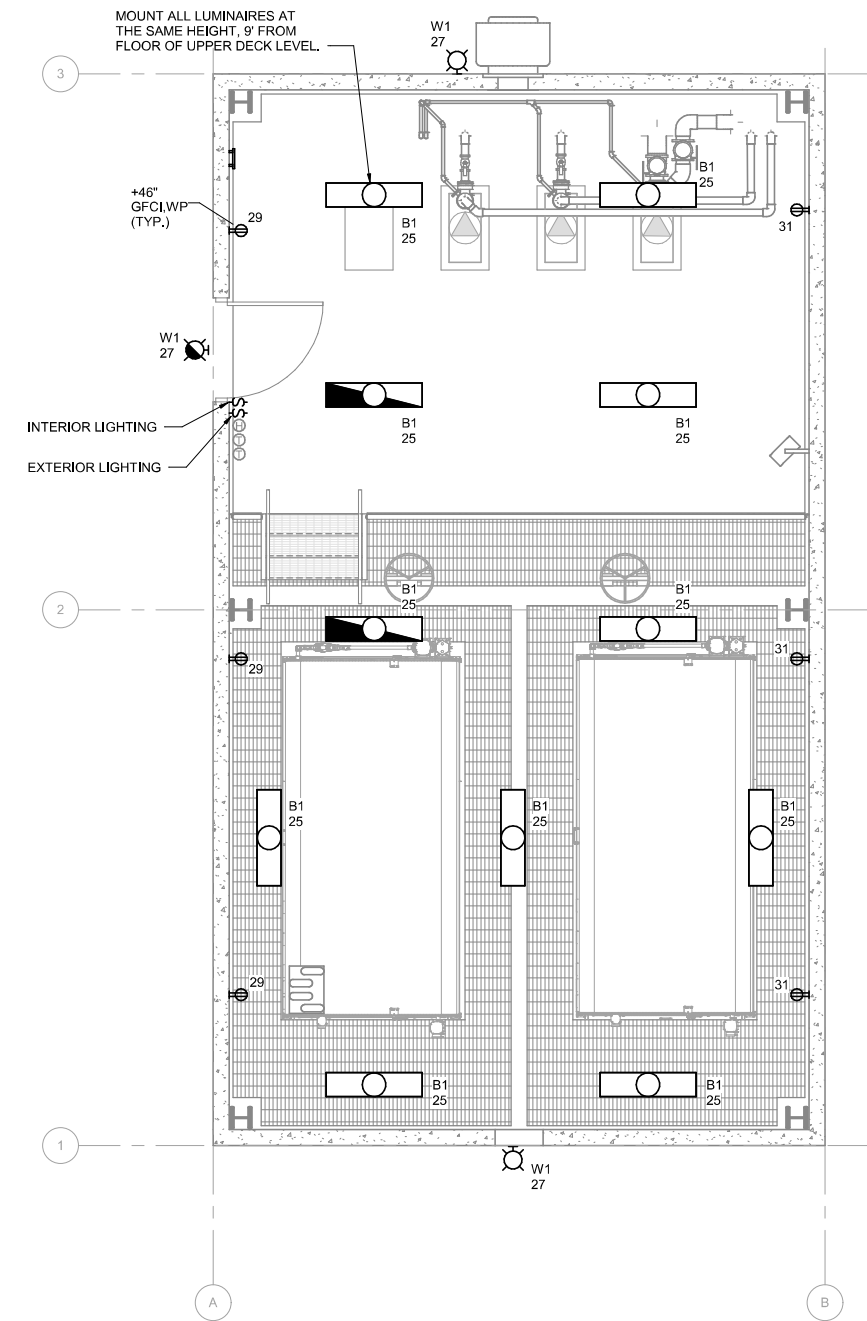 MOUNT ALL LUMINAIRES AT
THE SAME HEIGHT, 9' FROM
FLOOR OF UPPER DECK LEVEL.
W1
27
3
B1
25
+46"
GFCI,WP
(TYP.)
29
B1
25
31
W1
27
INTERIOR LIGHTING
EXTERIOR LIGHTING
S
S
H
T
T
B1
25
B1
25
2
B1
25
B1
25
29
31
B1
25
B1
25
B1
25
29
31
B1
25
B1
25
1
W1
27
A
B